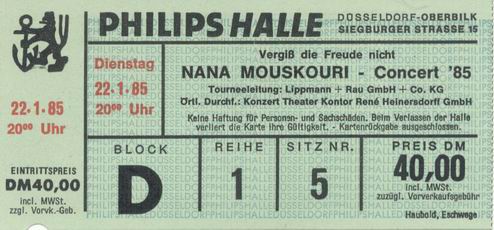 PHILIPS HALLE
DÜSSELDORF-OBERBILK
SIEGBURGER STRASSE 15
Dienstag
22.1.85
20⁰⁰ Uhr
Vergiß die Freude nicht
NANA MOUSKOURI - Concert '85
Tourneeleitung: Lippmann + Rau GmbH + Co. KG
Örtl. Durchf.: Konzert Theater Kontor René Heinersdorff GmbH
Keine Haftung für Personen- und Sachschäden. Beim Verlassen der Halle
verliert die Karte ihre Gültigkeit. - Kartenrückgabe ausgeschlossen.
22.1.85
20⁰⁰ Uhr
EINTRITTSPREIS
DM40,00
incl. MWSt.
zzgl. Vorvk.-Geb.
BLOCK
D
REIHE
1
SITZ NR.
5
PREIS DM
40,00
incl. MWSt.
zuzügl. Vorverkaufsgebühr
Haubold, Eschwege